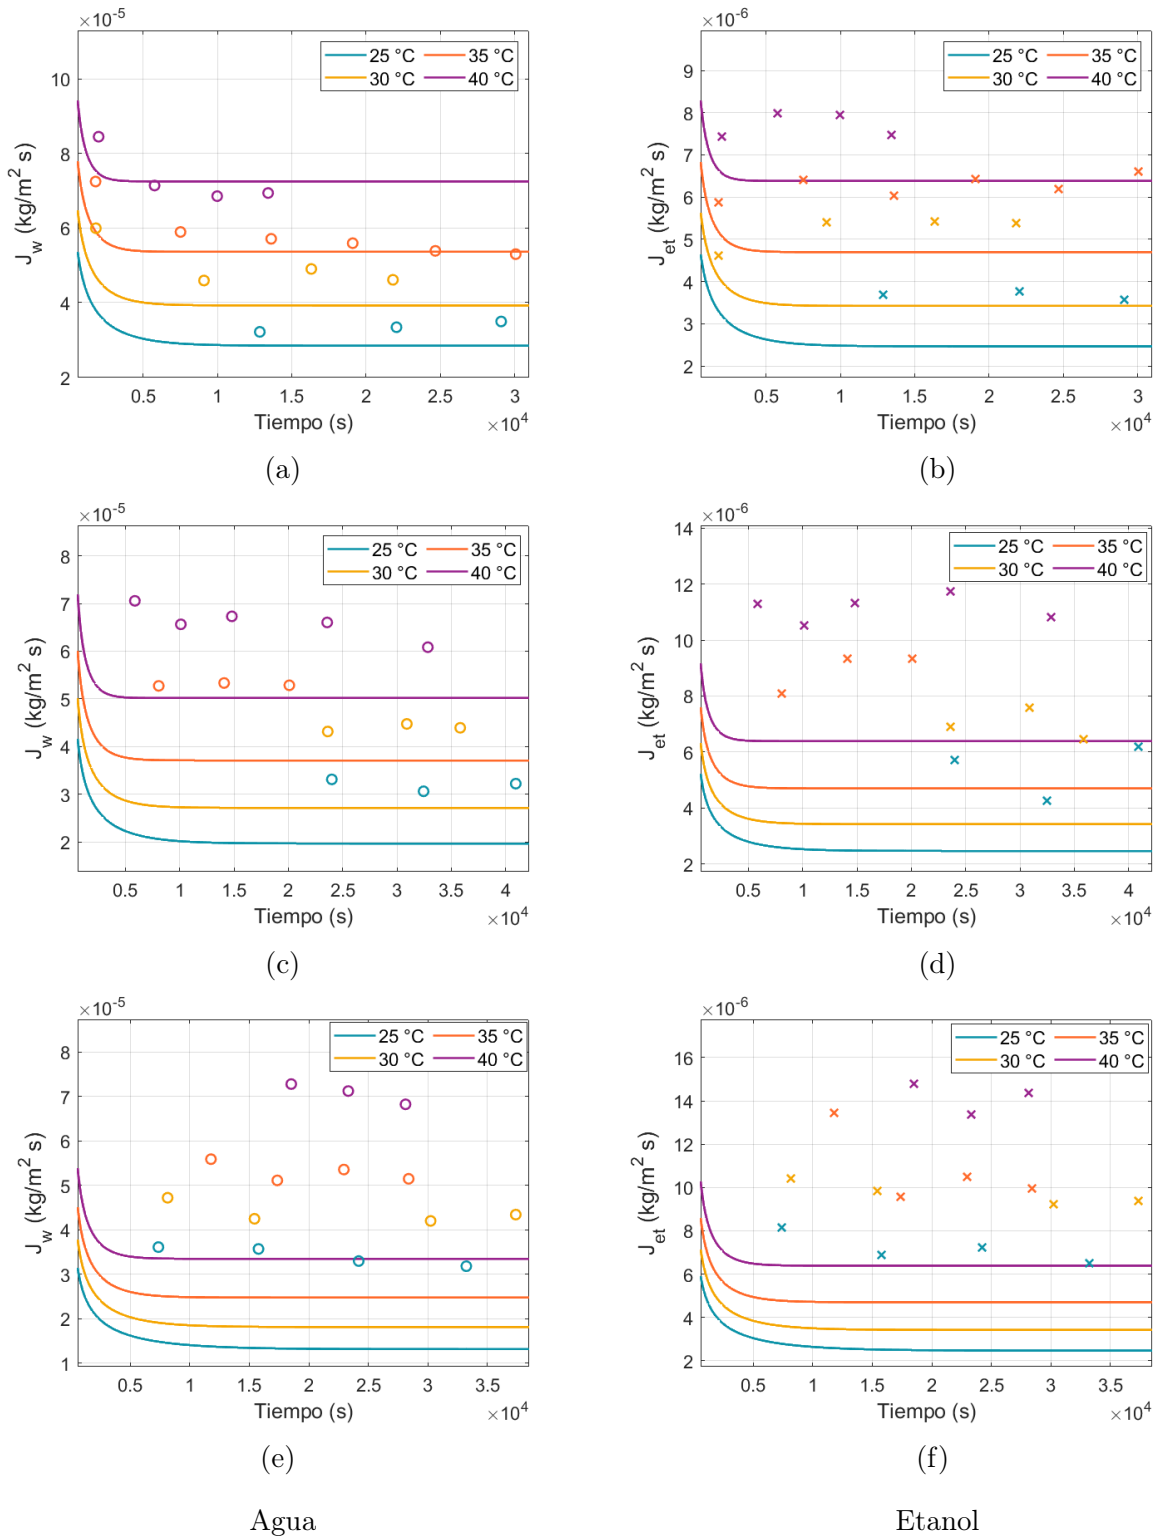 ×10⁻⁵
25 °C 35 °C
30 °C 40 °C
10
8
6
4
2
J_w (kg/m² s)
0.5 1 1.5 2 2.5 3
Tiempo (s)
×10⁴
(a)
×10⁻⁶
25 °C 35 °C
30 °C 40 °C
9
8
7
6
5
4
3
2
J_et (kg/m² s)
0.5 1 1.5 2 2.5 3
Tiempo (s)
×10⁴
(b)
×10⁻⁵
25 °C 35 °C
30 °C 40 °C
8
7
6
5
4
3
2
J_w (kg/m² s)
0.5 1 1.5 2 2.5 3 3.5 4
Tiempo (s)
×10⁴
(c)
×10⁻⁶
25 °C 35 °C
30 °C 40 °C
14
12
10
8
6
4
2
J_et (kg/m² s)
0.5 1 1.5 2 2.5 3 3.5 4
Tiempo (s)
×10⁴
(d)
×10⁻⁵
25 °C 35 °C
30 °C 40 °C
8
7
6
5
4
3
2
1
J_w (kg/m² s)
0.5 1 1.5 2 2.5 3 3.5
Tiempo (s)
×10⁴
(e)
×10⁻⁶
25 °C 35 °C
30 °C 40 °C
16
14
12
10
8
6
4
2
J_et (kg/m² s)
0.5 1 1.5 2 2.5 3 3.5
Tiempo (s)
×10⁴
(f)
Agua
Etanol